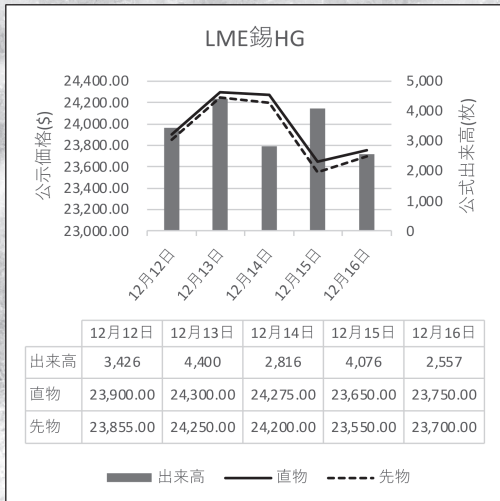 LME錫HG
公示価格($)
24,400.00
24,200.00
24,000.00
23,800.00
23,600.00
23,400.00
23,200.00
23,000.00
5,000
4,000
3,000
2,000
1,000
0
公式出来高(枚)
12月12日
12月13日
12月14日
12月15日
12月16日
12月12日 12月13日 12月14日 12月15日 12月16日
出来高 3,426 4,400 2,816 4,076 2,557
直物 23,900.00 24,300.00 24,275.00 23,650.00 23,750.00
先物 23,855.00 24,250.00 24,200.00 23,550.00 23,700.00
出来高 直物 先物